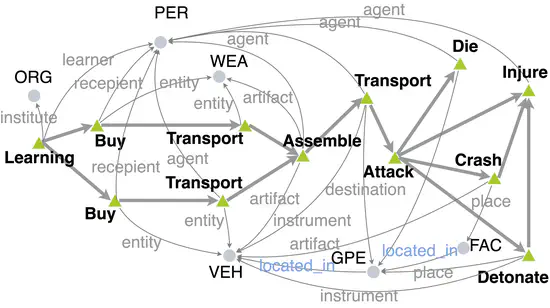 PER
agent
agent
agent
Die
learner
WEA
ORG
recepient
entity
Transport
Injure
institute
entity
artifact
Buy
Transport
Assemble
Learning
agent
Attack
Crash
recepient
Transport
destination
artifact
place
Buy
entity
instrument
entity
artifact
GPE
located_in
FAC
VEH
located_in
place
Detonate
instrument